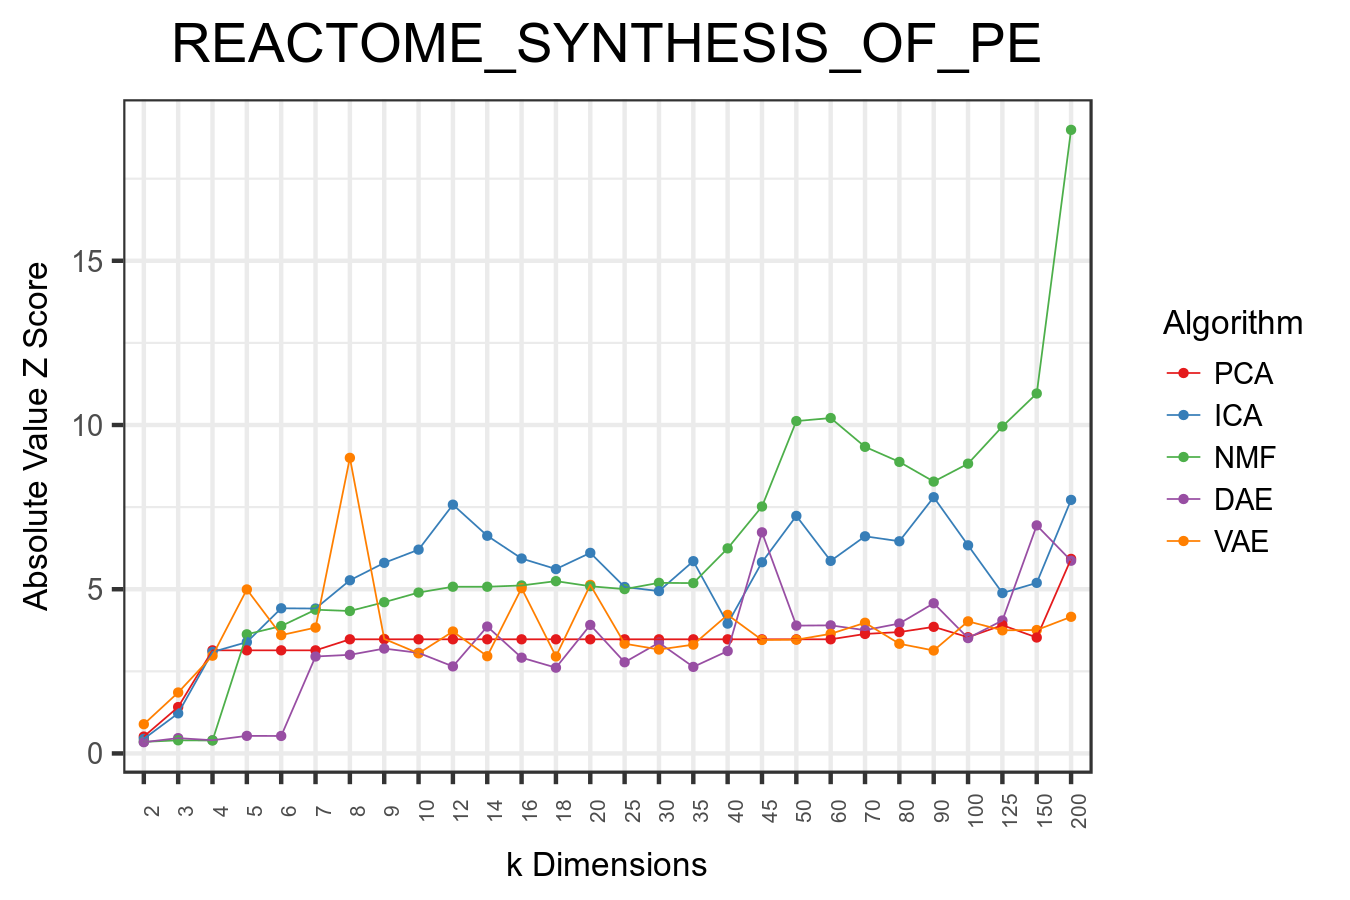 REACTOME_SYNTHESIS_OF_PE
Absolute Value Z Score
15
10
5
0
2 3 4 5 6 7 8 9 10 12 14 16 18 20 25 30 35 40 45 50 60 70 80 90 100 125 150 200
k Dimensions
Algorithm
PCA
ICA
NMF
DAE
VAE